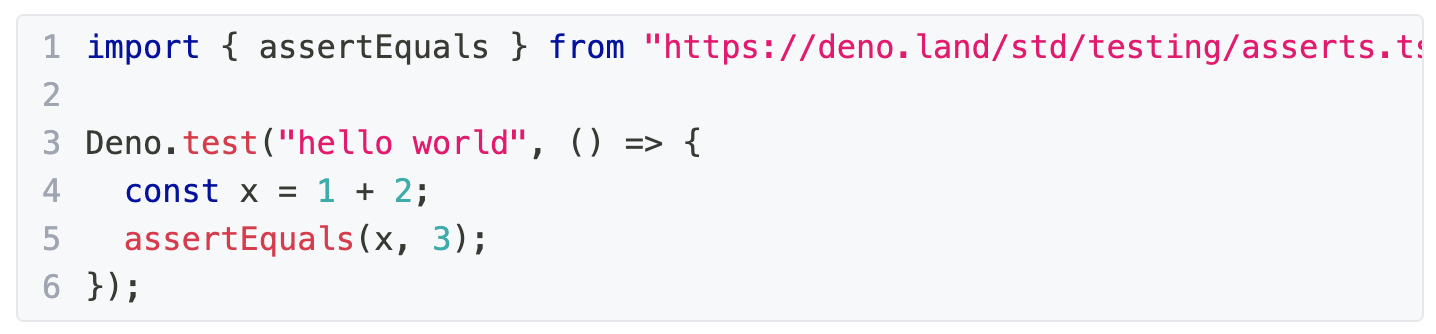 1 import { assertEquals } from "https://deno.land/std/testing/asserts.ts
2
3 Deno.test("hello world", () => {
4   const x = 1 + 2;
5   assertEquals(x, 3);
6 });